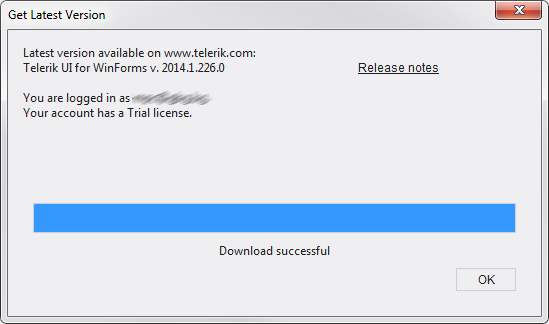 Get Latest Version
Latest version available on www.telerik.com:
Telerik UI for WinForms v. 2014.1.226.0
Release notes
You are logged in as
Your account has a Trial license.
Download successful
OK